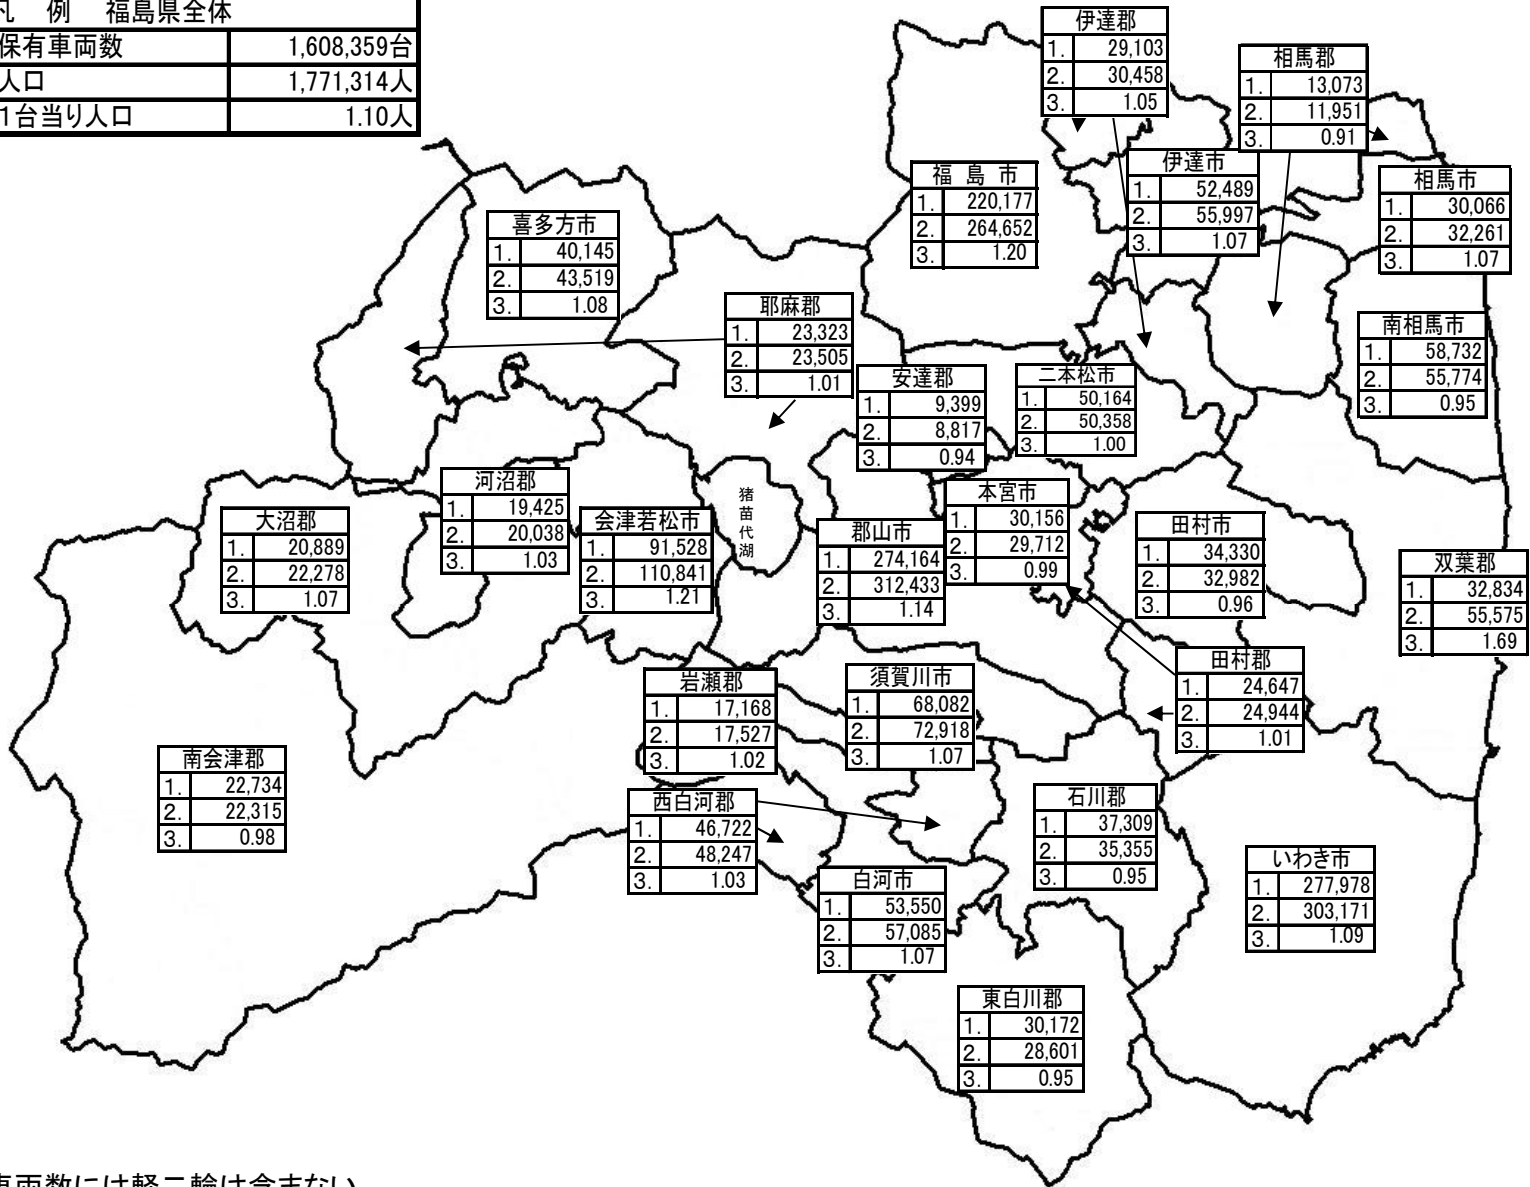 凡 例 福島県全体
保有車両数 1,608,359台
人口 1,771,314人
1台当り人口 1.10人
伊達郡
1. 29,103
2. 30,458
3. 1.05
相馬郡
1. 13,073
2. 11,951
3. 0.91
福島市
1. 220,177
2. 264,652
3. 1.20
伊達市
1. 52,489
2. 55,997
3. 1.07
相馬市
1. 30,066
2. 32,261
3. 1.07
喜多方市
1. 40,145
2. 43,519
3. 1.08
耶麻郡
1. 23,323
2. 23,505
3. 1.01
南相馬市
1. 58,732
2. 55,774
3. 0.95
安達郡
1. 9,399
2. 8,817
3. 0.94
二本松市
1. 50,164
2. 50,358
3. 1.00
河沼郡
1. 19,425
2. 20,038
3. 1.03
猪苗代湖
本宮市
1. 30,156
2. 29,712
3. 0.99
大沼郡
1. 20,889
2. 22,278
3. 1.07
会津若松市
1. 91,528
2. 110,841
3. 1.21
郡山市
1. 274,164
2. 312,433
3. 1.14
田村市
1. 34,330
2. 32,982
3. 0.96
双葉郡
1. 32,834
2. 55,575
3. 1.69
田村郡
1. 24,647
2. 24,944
3. 1.01
岩瀬郡
1. 17,168
2. 17,527
3. 1.02
須賀川市
1. 68,082
2. 72,918
3. 1.07
南会津郡
1. 22,734
2. 22,315
3. 0.98
西白河郡
1. 46,722
2. 48,247
3. 1.03
石川郡
1. 37,309
2. 35,355
3. 0.95
いわき市
1. 277,978
2. 303,171
3. 1.09
白河市
1. 53,550
2. 57,085
3. 1.07
東白川郡
1. 30,172
2. 28,601
3. 0.95
車両数には軽二輪は含まない